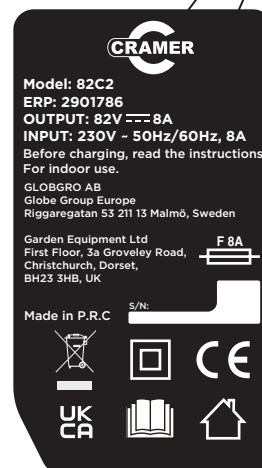 CRAMER
Model: 82C2
ERP: 2901786
OUTPUT: 82V ⎓ 8A
INPUT: 230V ~ 50Hz/60Hz, 8A
Before charging, read the instructions
For indoor use.
GLOBGRO AB
Globe Group Europe
Riggaregatan 53 211 13 Malmö, Sweden
Garden Equipment Ltd
First Floor, 3a Groveley Road,
Christchurch, Dorset,
BH23 3HB, UK
F 8A
Made in P.R.C
S/N:
CE
UK
CA